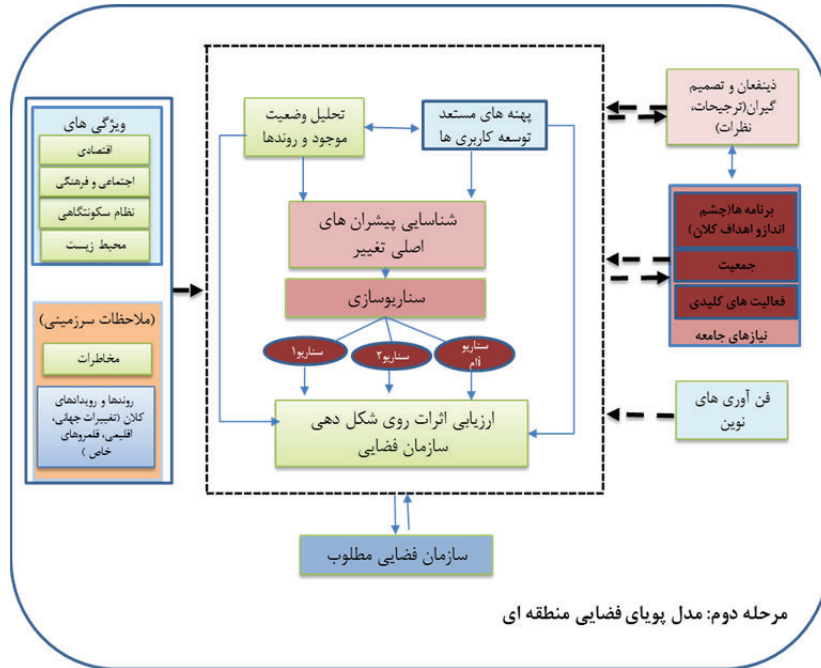 ویژگی های
اقتصادی
اجتماعی و فرهنگی
نظام سکونتگاهی
محیط زیست
(ملاحظات سرزمینی)
مخاطرات
روندها و رویدادهای
کلان (تغییرات جهانی،
اقلیمی، قلمروهای
خاص )
تحلیل وضعیت
موجود و روندها
پهنه های مستعد
توسعه کاربری ها
شناسایی پیشران های
اصلی تغییر
سناریوسازی
سناریو۱
سناریو۲
سناریو
أام
ارزیابی اثرات روی شکل دهی
سازمان فضایی
سازمان فضایی مطلوب
ذینفعان و تصمیم
گیران(ترجیحات،
نظرات)
برنامه ها(چشم
اندازو اهداف کلان)
جمعیت
فعالیت های کلیدی
نیازهای جامعه
فن آوری های
نوین
مرحله دوم: مدل پویای فضایی منطقه ای